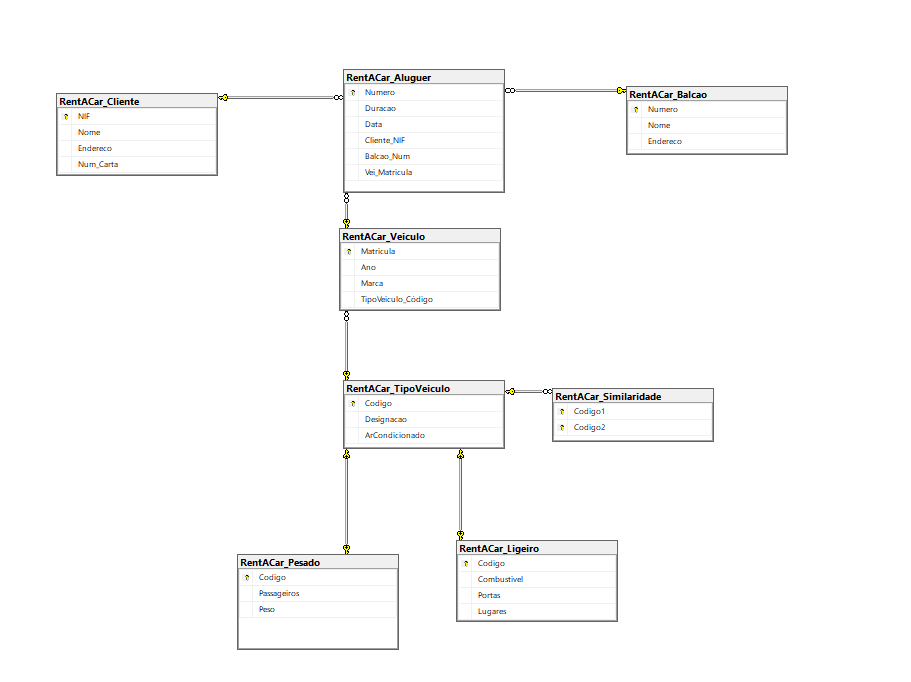 RentACar_Cliente
NIF
Nome
Endereco
Num_Carta
RentACar_Aluguer
Numero
Duracao
Data
Cliente_NIF
Balcao_Num
Vei_Matricula
RentACar_Balcao
Numero
Nome
Endereco
RentACar_Veiculo
Matricula
Ano
Marca
TipoVeiculo_Código
RentACar_TipoVeiculo
Codigo
Designacao
ArCondicionado
RentACar_Similaridade
Codigo1
Codigo2
RentACar_Pesado
Codigo
Passageiros
Peso
RentACar_Ligeiro
Codigo
Combustivel
Portas
Lugares